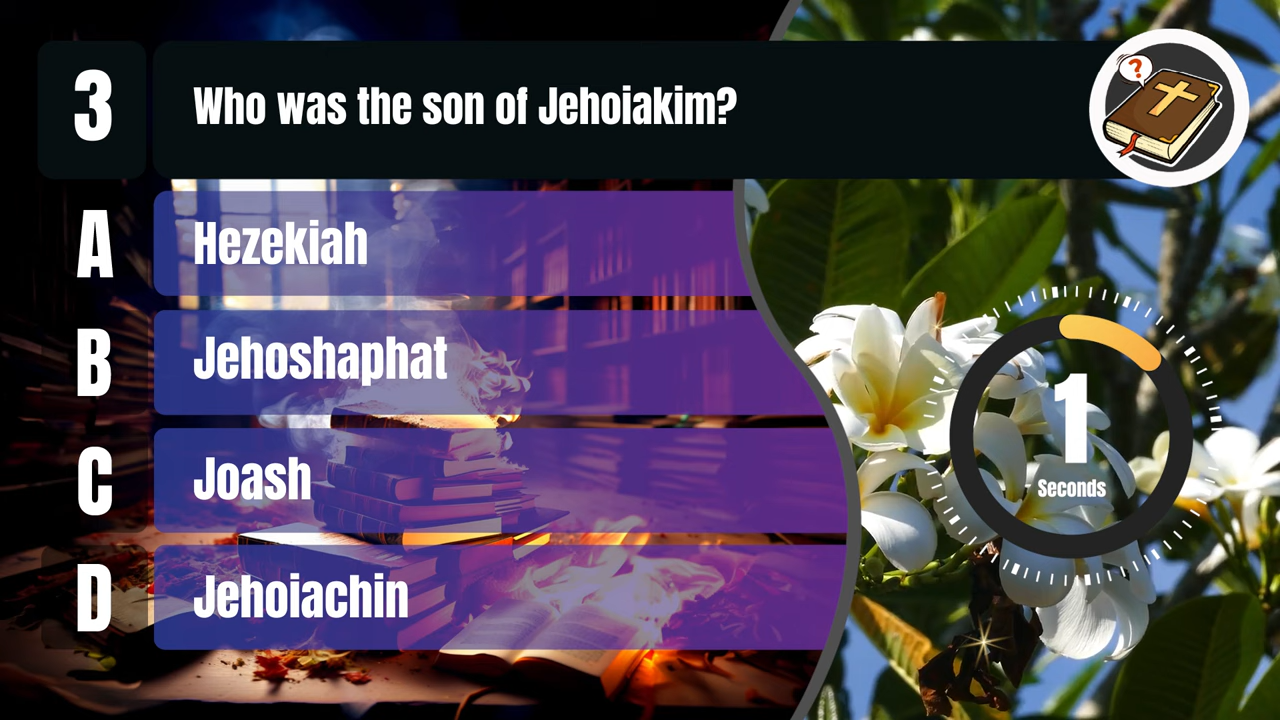 3
Who was the son of Jehoiakim?
?
A
Hezekiah
B
Jehoshaphat
C
Joash
D
Jehoiachin
1
Seconds